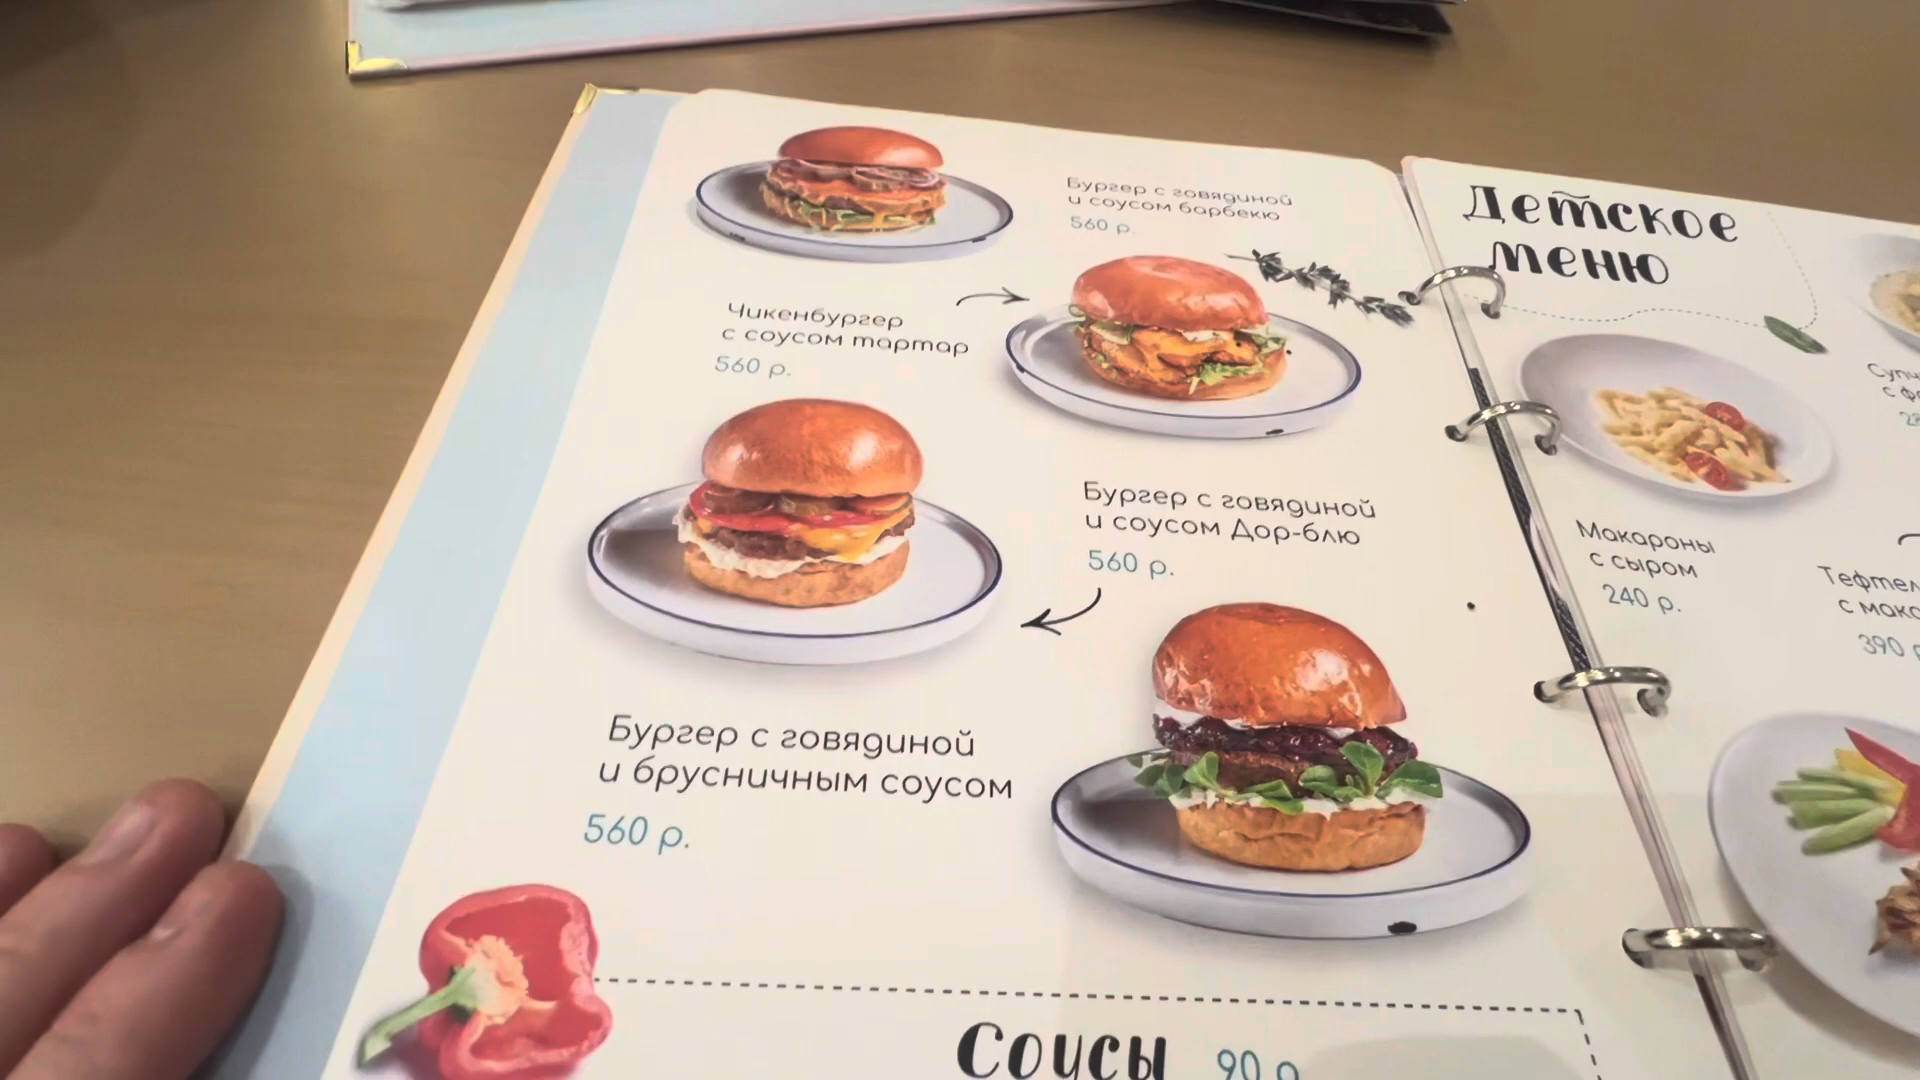 Бургер с говядиной
и соусом барбекю
560 р.
Чикенбургер
с соусом тартар
560 р.
Бургер с говядиной
и соусом Дор-блю
560 р.
Бургер с говядиной
и брусничным соусом
560 р.
Соусы 90 р
Детское
меню
Макароны
с сыром
240 р.
390